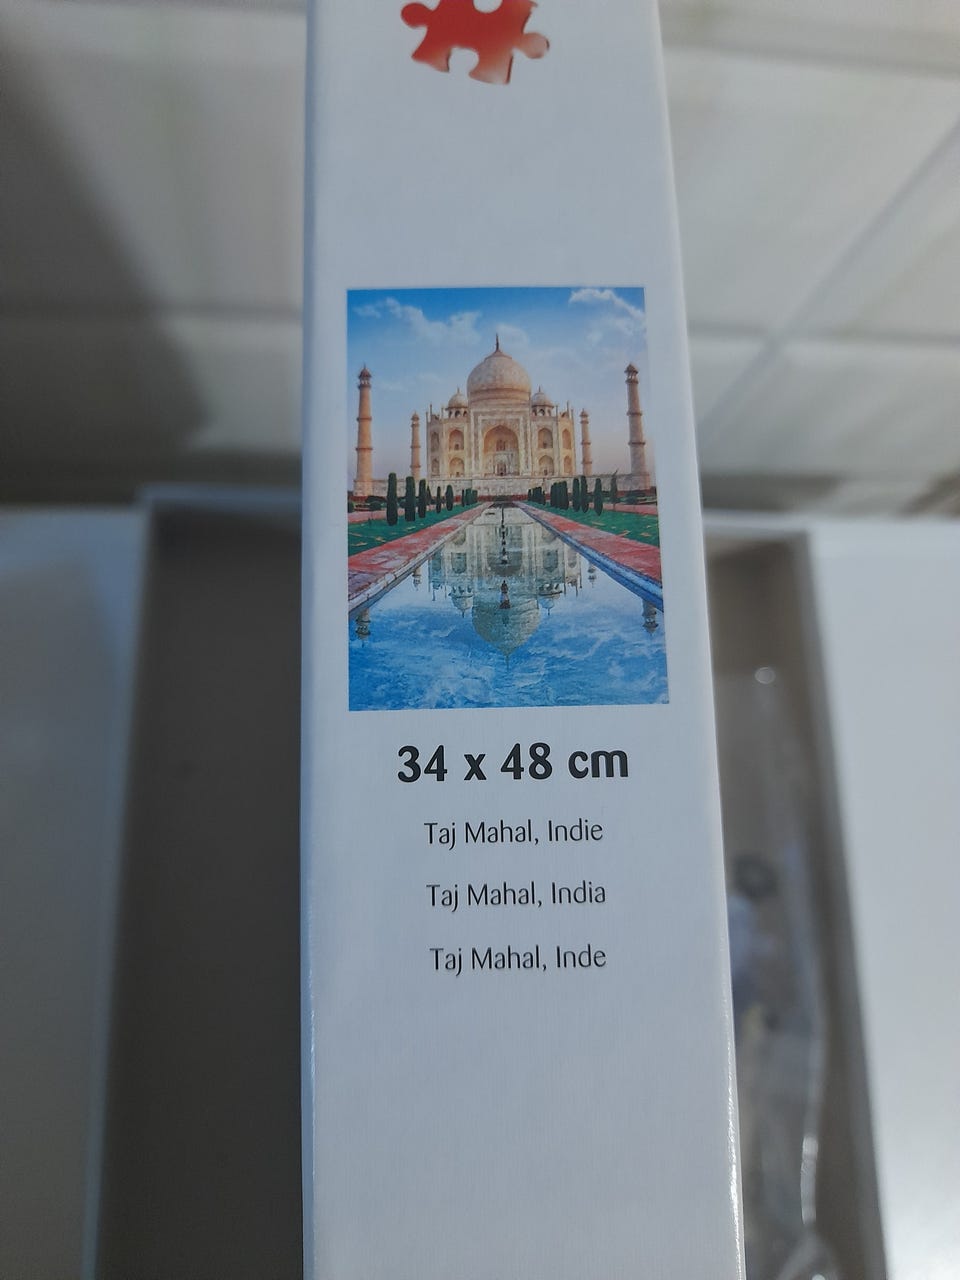 34 x 48 cm
Taj Mahal, Indie
Taj Mahal, India
Taj Mahal, Inde